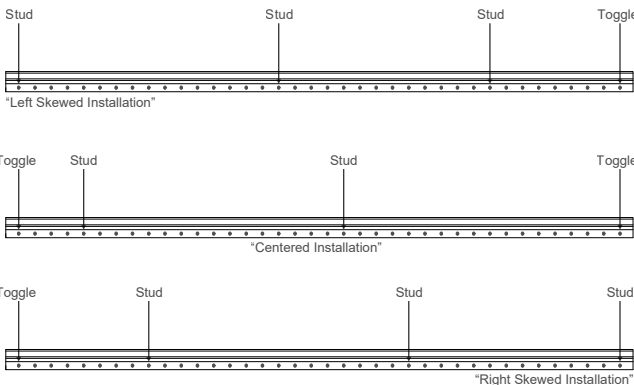 Stud Stud Stud Toggle
“Left Skewed Installation”
Toggle Stud Stud Toggle
“Centered Installation”
Toggle Stud Stud Stud
“Right Skewed Installation”